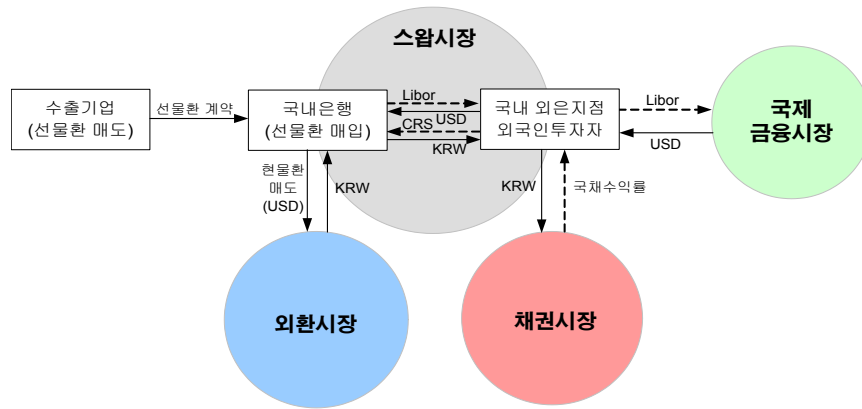 스왑시장
수출기업
(선물환 매도)
선물환 계약
국내은행
(선물환 매입)
Libor
USD
CRS
KRW
국내 외은지점
외국인투자자
Libor
USD
국제
금융시장
현물환
매도
(USD)
KRW
KRW
국채수익률
외환시장
채권시장